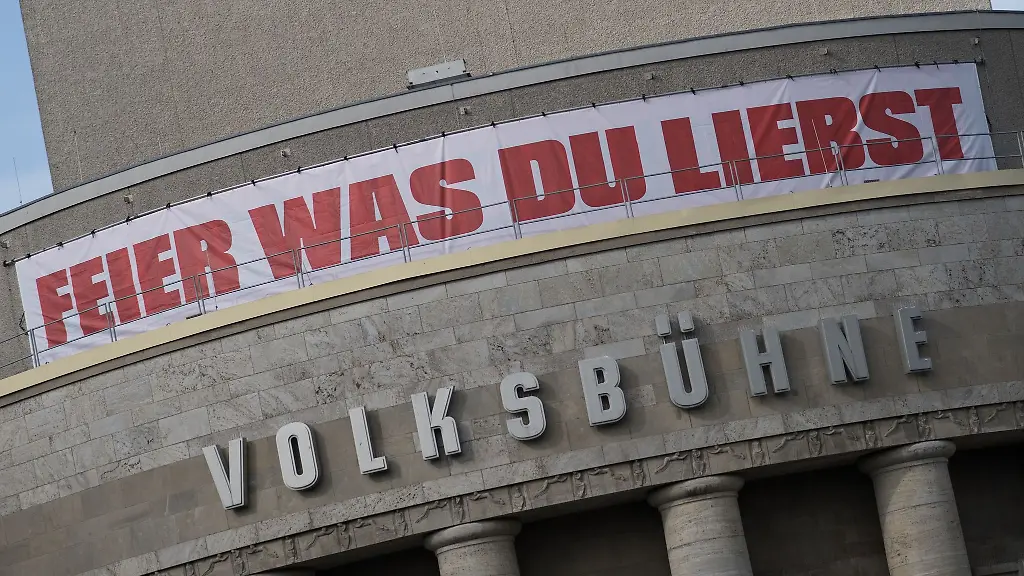 FEIER WAS DU LIEBST
VOLKSBÜHNE